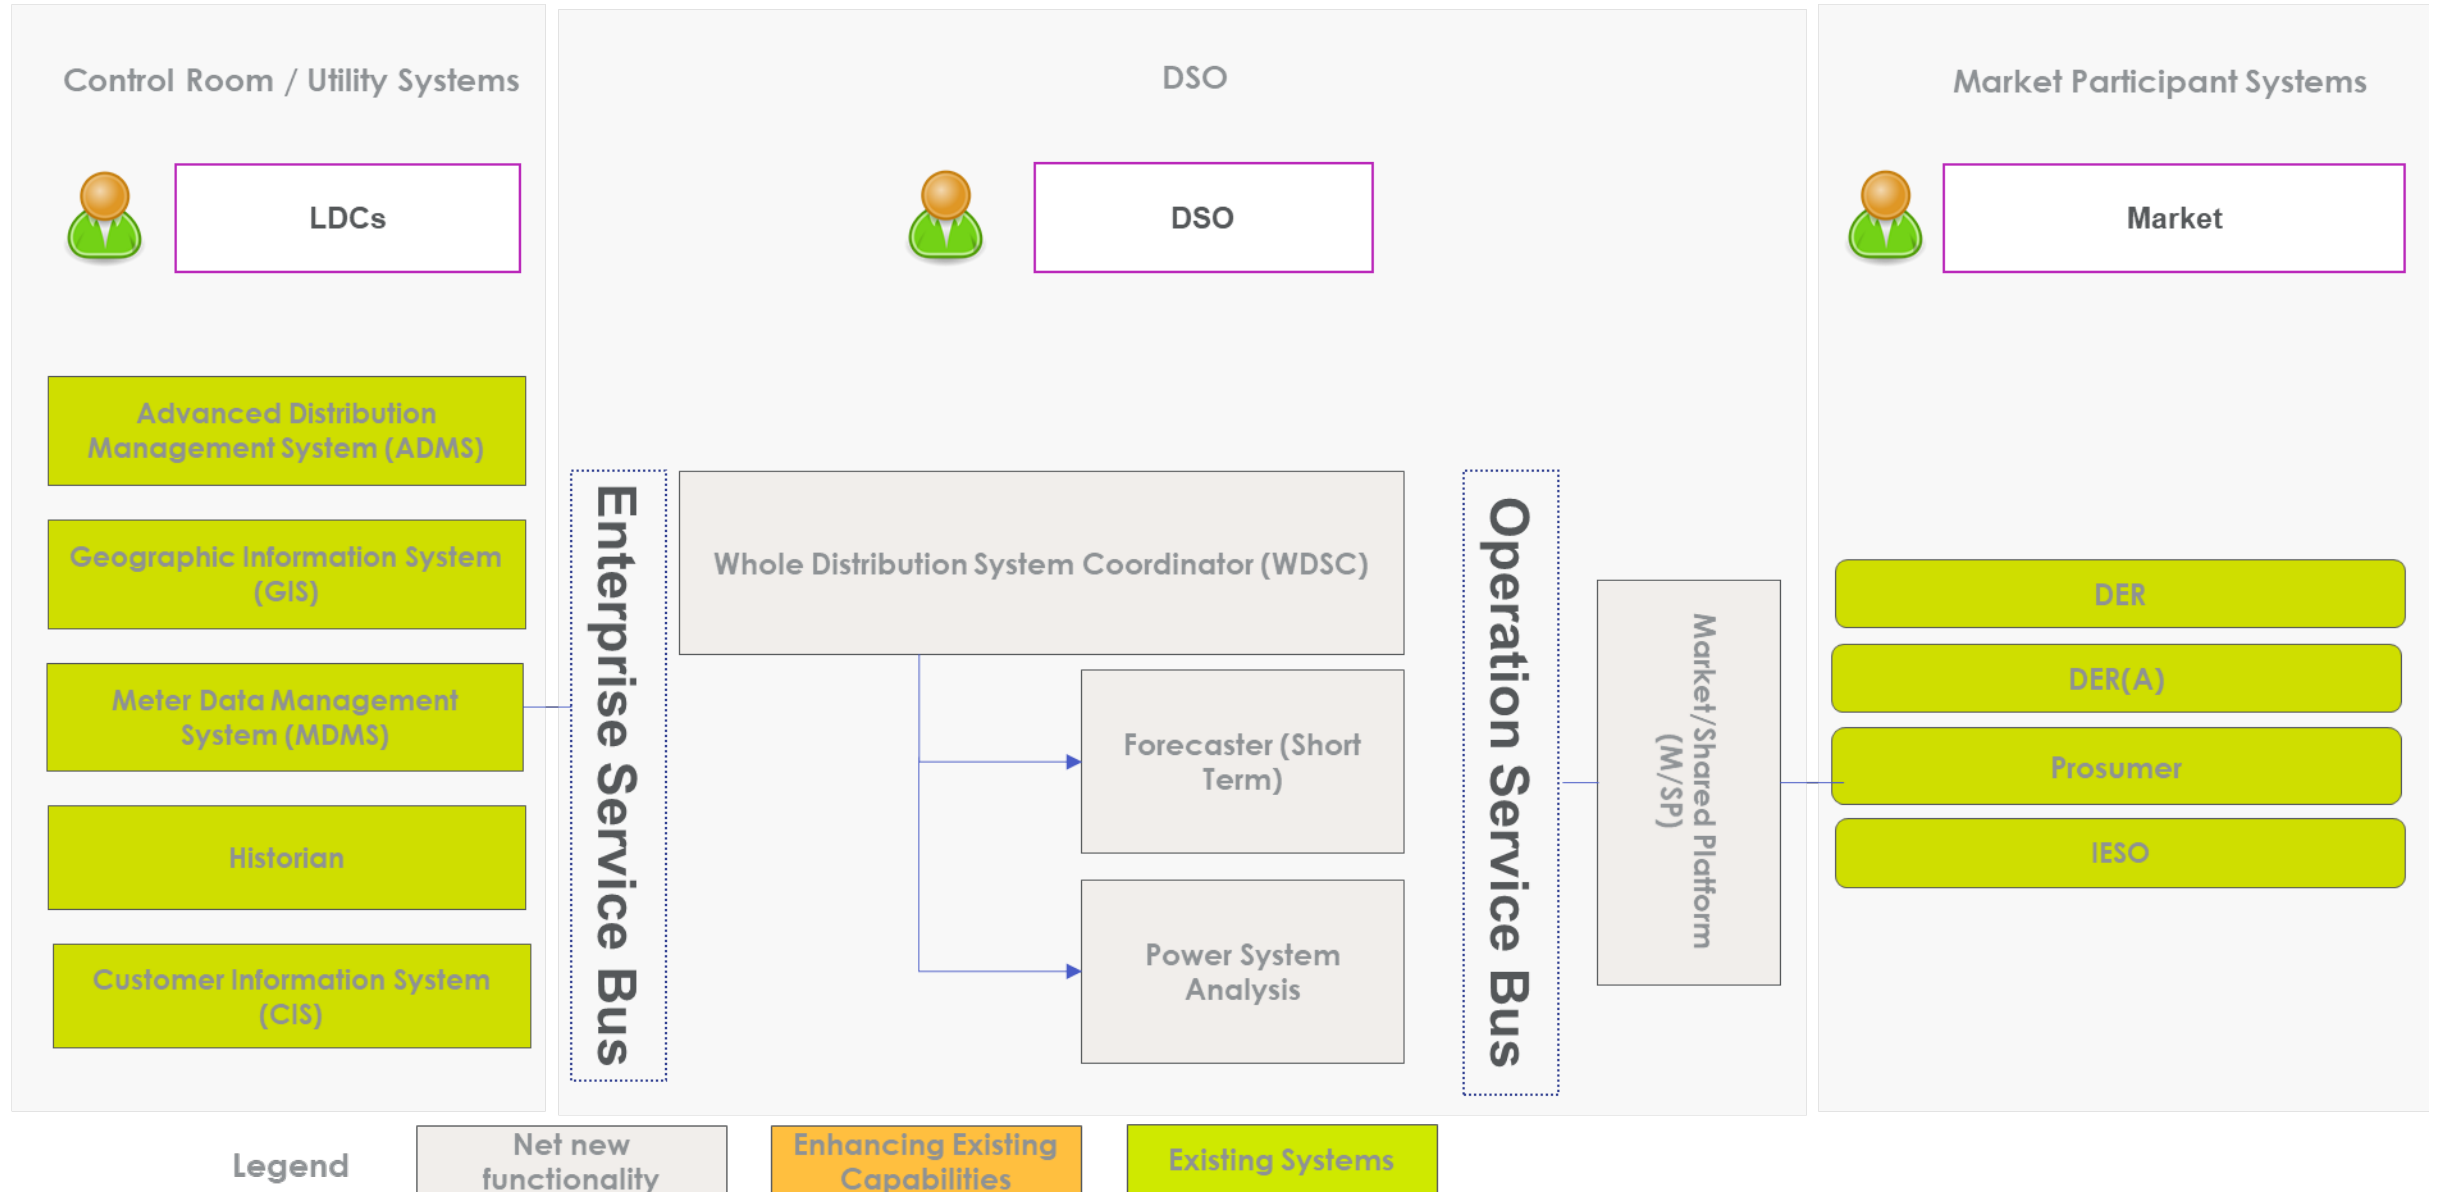 Control Room / Utility Systems
LDCs
Advanced Distribution
Management System (ADMS)
Geographic Information System
(GIS)
Meter Data Management
System (MDMS)
Historian
Customer Information System
(CIS)
DSO
DSO
Enterprise Service Bus
Whole Distribution System Coordinator (WDSC)
Forecaster (Short
Term)
Power System
Analysis
Operation Service Bus
Market/Shared Platform
(M/SP)
Market Participant Systems
Market
DER
DER(A)
Prosumer
IESO
Legend
Net new
functionality
Enhancing Existing
Capabilities
Existing Systems